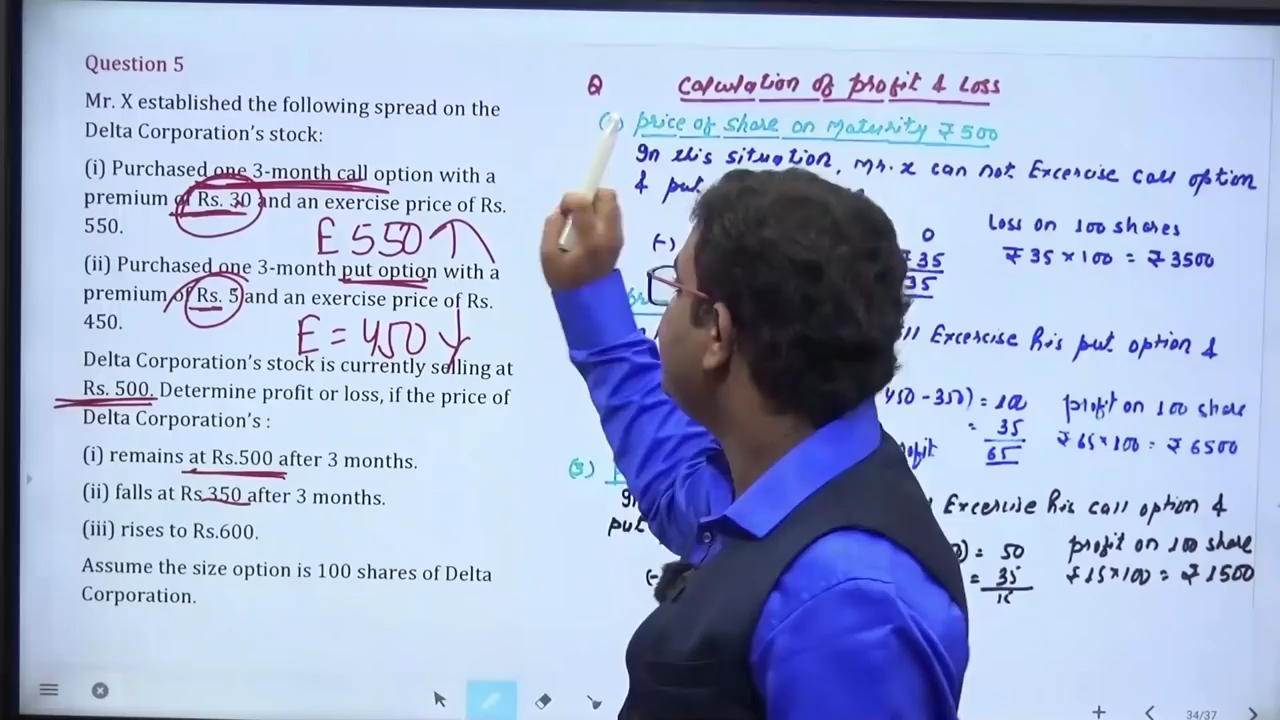 Question 5
Mr. X established the following spread on the
Delta Corporation's stock:
(i) Purchased one 3-month call option with a
premium of Rs. 30 and an exercise price of Rs.
550.
E 550 ↑
(ii) Purchased one 3-month put option with a
premium of Rs. 5 and an exercise price of Rs.
450.
E = 450 ↓
Delta Corporation's stock is currently selling at
Rs. 500. Determine profit or loss, if the price of
Delta Corporation's :
(i) remains at Rs.500 after 3 months.
(ii) falls at Rs.350 after 3 months.
(iii) rises to Rs.600.
Assume the size option is 100 shares of Delta
Corporation.
Q Calculation of profit & Loss
price of share on Maturity ₹ 500
In this situation, Mr. x can not Excercise call option
& put
0 Loss on 100 shares
(-) ₹ 35 ₹ 35 × 100 = ₹ 3500
35
Excercise his put option &
450 - 350) = 100 profit on 100 share
= 35 ₹ 65 × 100 = ₹ 6500
65
(3)
Excercise his call option &
put
) = 50 profit on 100 share
(- = 35 ₹ 15 × 100 = ₹ 1500
34/37